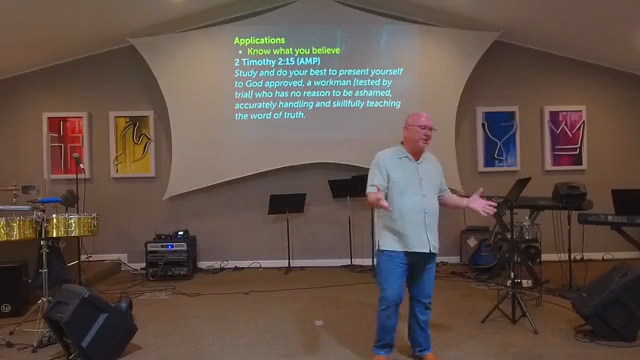 Applications
• Know what you believe
2 Timothy 2:15 (AMP)
Study and do your best to present yourself
to God approved, a workman [tested by
trial] who has no reason to be ashamed,
accurately handling and skillfully teaching
the word of truth.